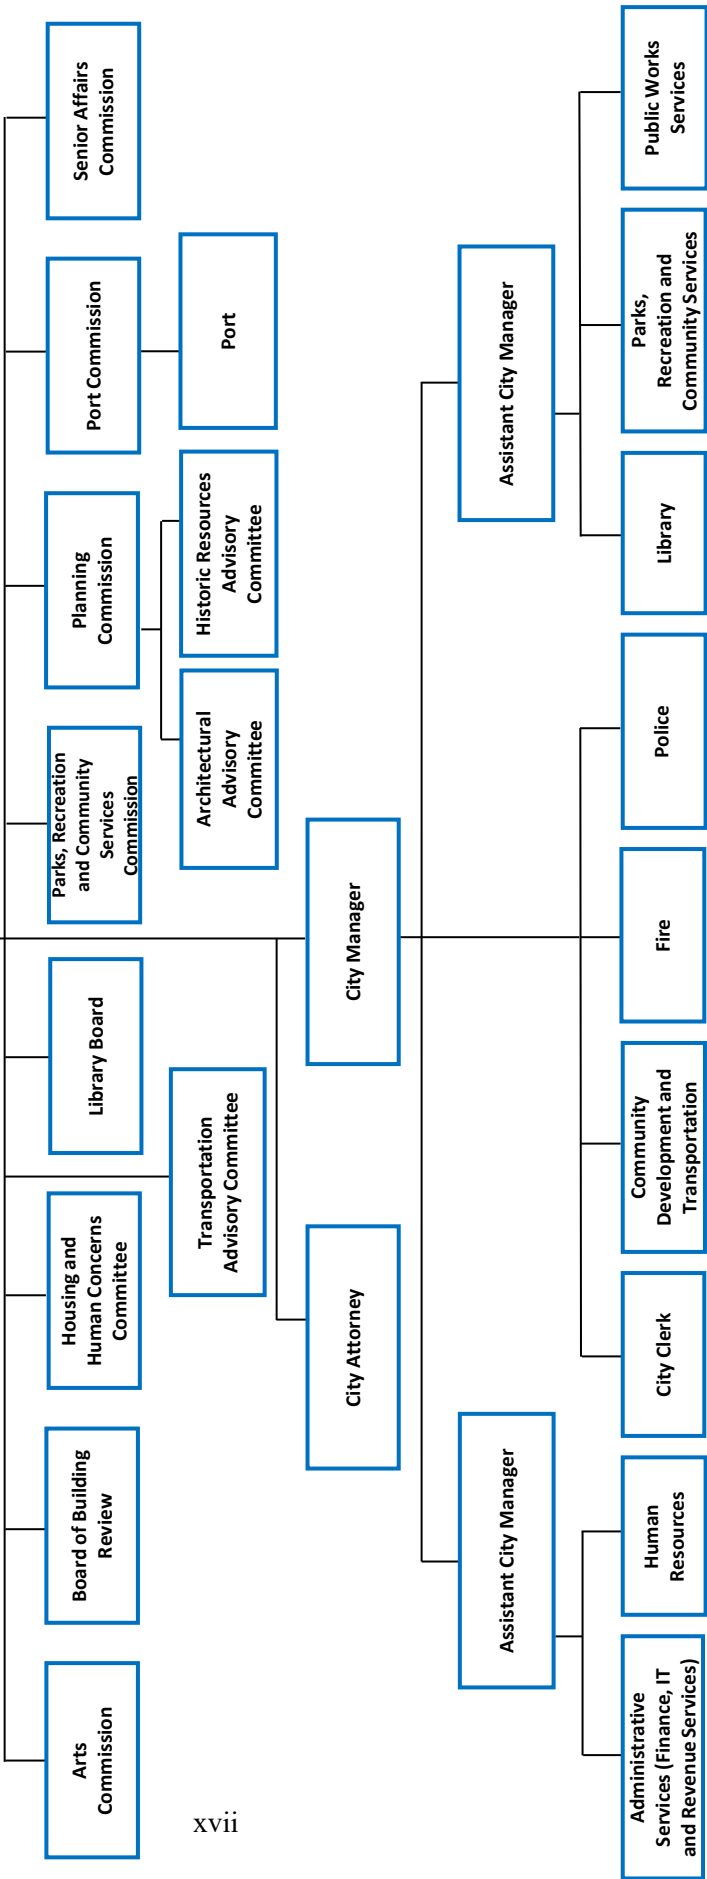 Arts
Commission
Board of Building
Review
Housing and
Human Concerns
Committee
Library Board
Parks, Recreation
and Community
Services
Commission
Planning
Commission
Port Commission
Senior Affairs
Commission
Transportation
Advisory Committee
Architectural
Advisory
Committee
Historic Resources
Advisory
Committee
Port
City Attorney
City Manager
Assistant City Manager
Assistant City Manager
Administrative
Services (Finance, IT
and Revenue Services)
Human
Resources
City Clerk
Community
Development and
Transportation
Fire
Police
Library
Parks,
Recreation and
Community Services
Public Works
Services
xvii